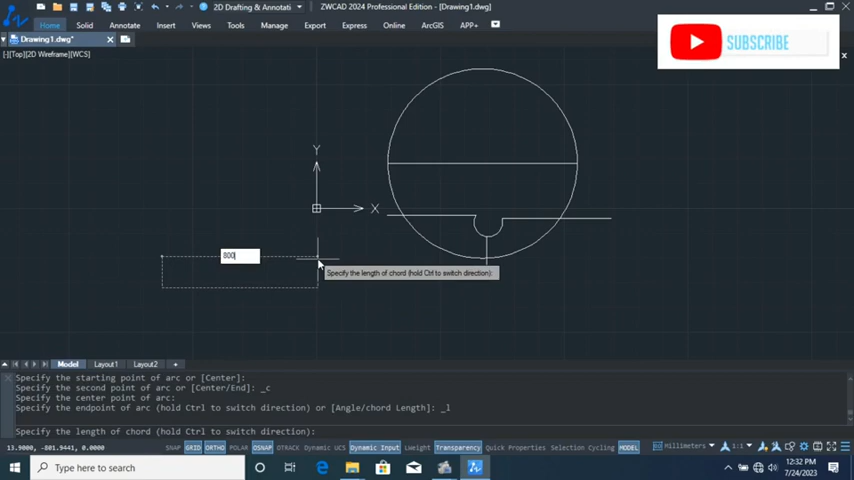 2D Drafting & Annotati
ZWCAD 2024 Professional Edition - [Drawing1.dwg*]
Home Solid Annotate Insert Views Tools Manage Export Express Online ArcGIS APP+
Drawing1.dwg*
SUBSCRIBE
[-][Top][2D Wireframe][WCS]
Y
X
800
Specify the length of chord (hold Ctrl to switch direction):
Model Layout1 Layout2 +
Specify the starting point of arc or [Center]:
Specify the second point of arc or [Center/End]: _c
Specify the center point of arc:
Specify the endpoint of arc (hold Ctrl to switch direction) or [Angle/chord Length]: _l
Specify the length of chord (hold Ctrl to switch direction):
13.9000, -801.9441, 0.0000
SNAP GRID ORTHO POLAR OSNAP OTRACK Dynamic UCS Dynamic Input Lweight Transparency Quick Properties Selection Cycling MODEL Millimeters 1:1
Type here to search
12:32 PM
7/24/2023